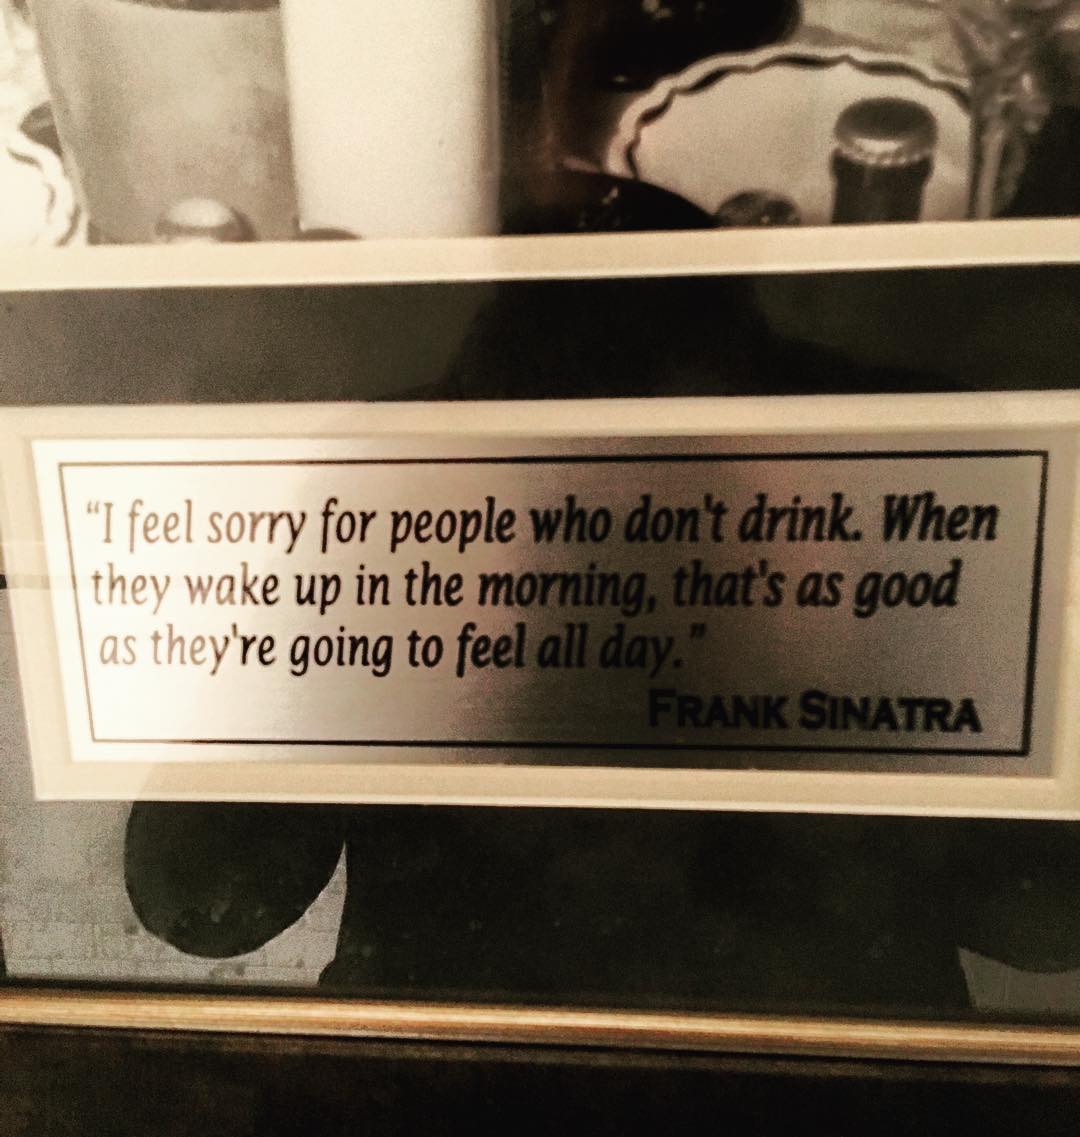 “I feel sorry for people who don't drink. When
they wake up in the morning, that's as good
as they're going to feel all day.”
FRANK SINATRA